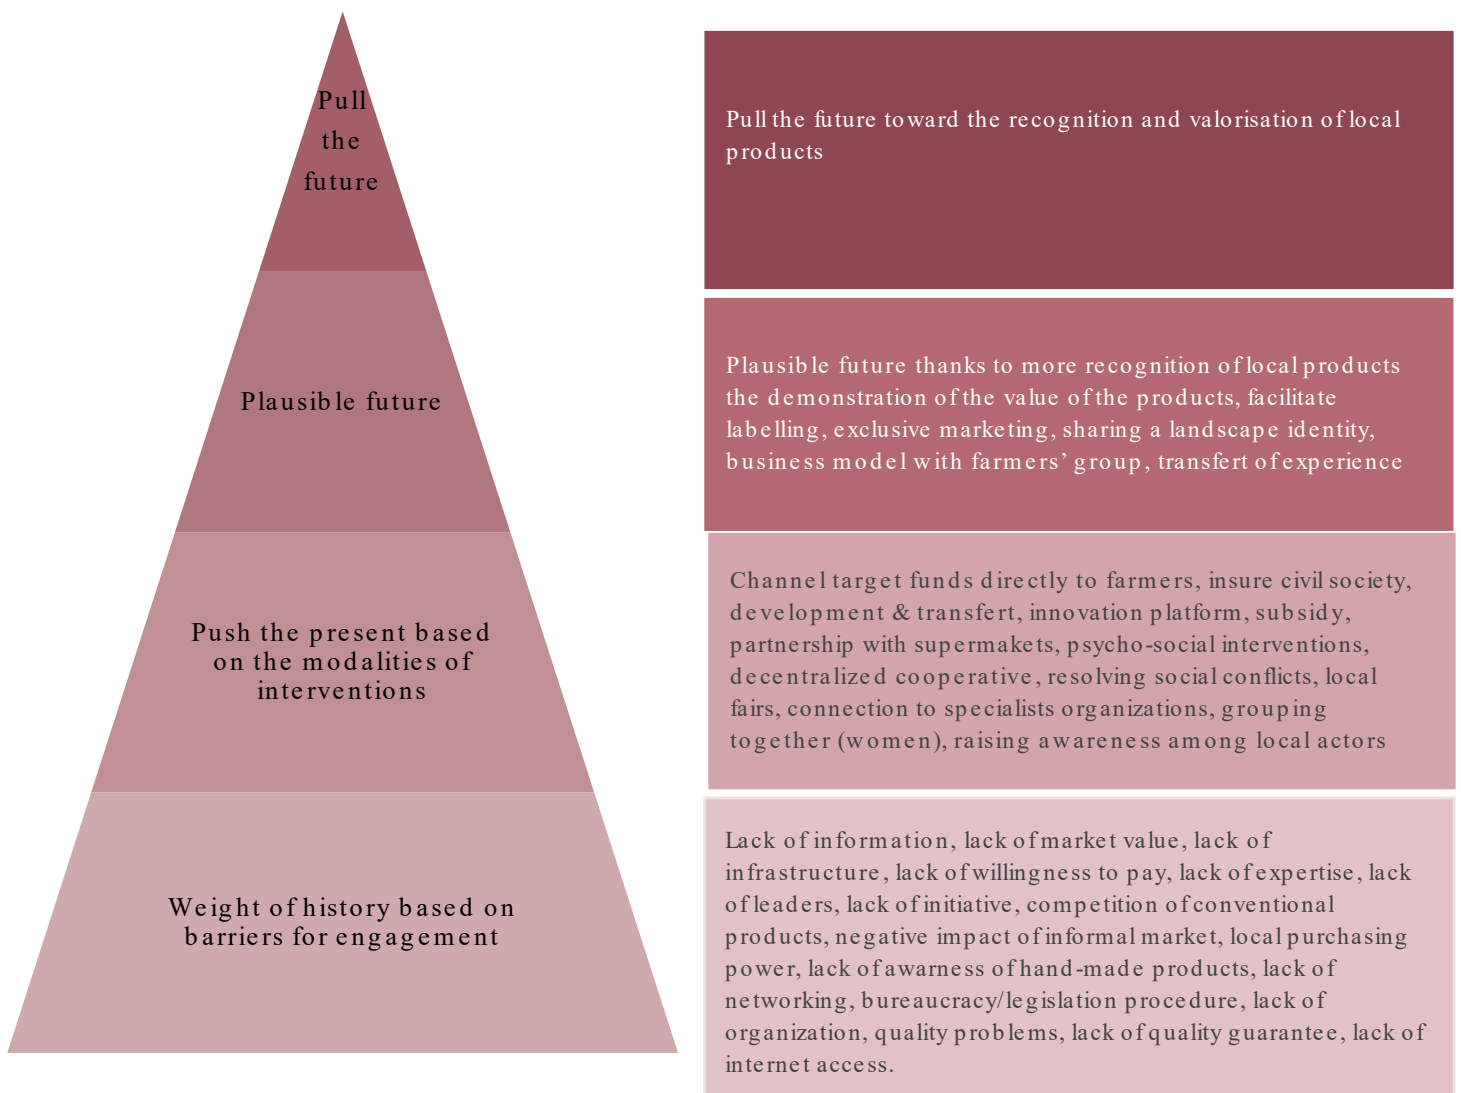 Pull
the
future
Pull the future toward the recognition and valorisation of local
products
Plausible future
Plausible future thanks to more recognition of local products
the demonstration of the value of the products, facilitate
labelling, exclusive marketing, sharing a landscape identity,
business model with farmers’ group, transfert of experience
Push the present based
on the modalities of
interventions
Channel target funds directly to farmers, insure civil society,
development & transfert, innovation platform, subsidy,
partnership with supermakets, psycho-social interventions,
decentralized cooperative, resolving social conflicts, local
fairs, connection to specialists organizations, grouping
together (women), raising awareness among local actors
Weight of history based on
barriers for engagement
Lack of information, lack of market value, lack of
infrastructure, lack of willingness to pay, lack of expertise, lack
of leaders, lack of initiative, competition of conventional
products, negative impact of informal market, local purchasing
power, lack of awarness of hand-made products, lack of
networking, bureaucracy/legislation procedure, lack of
organization, quality problems, lack of quality guarantee, lack of
internet access.